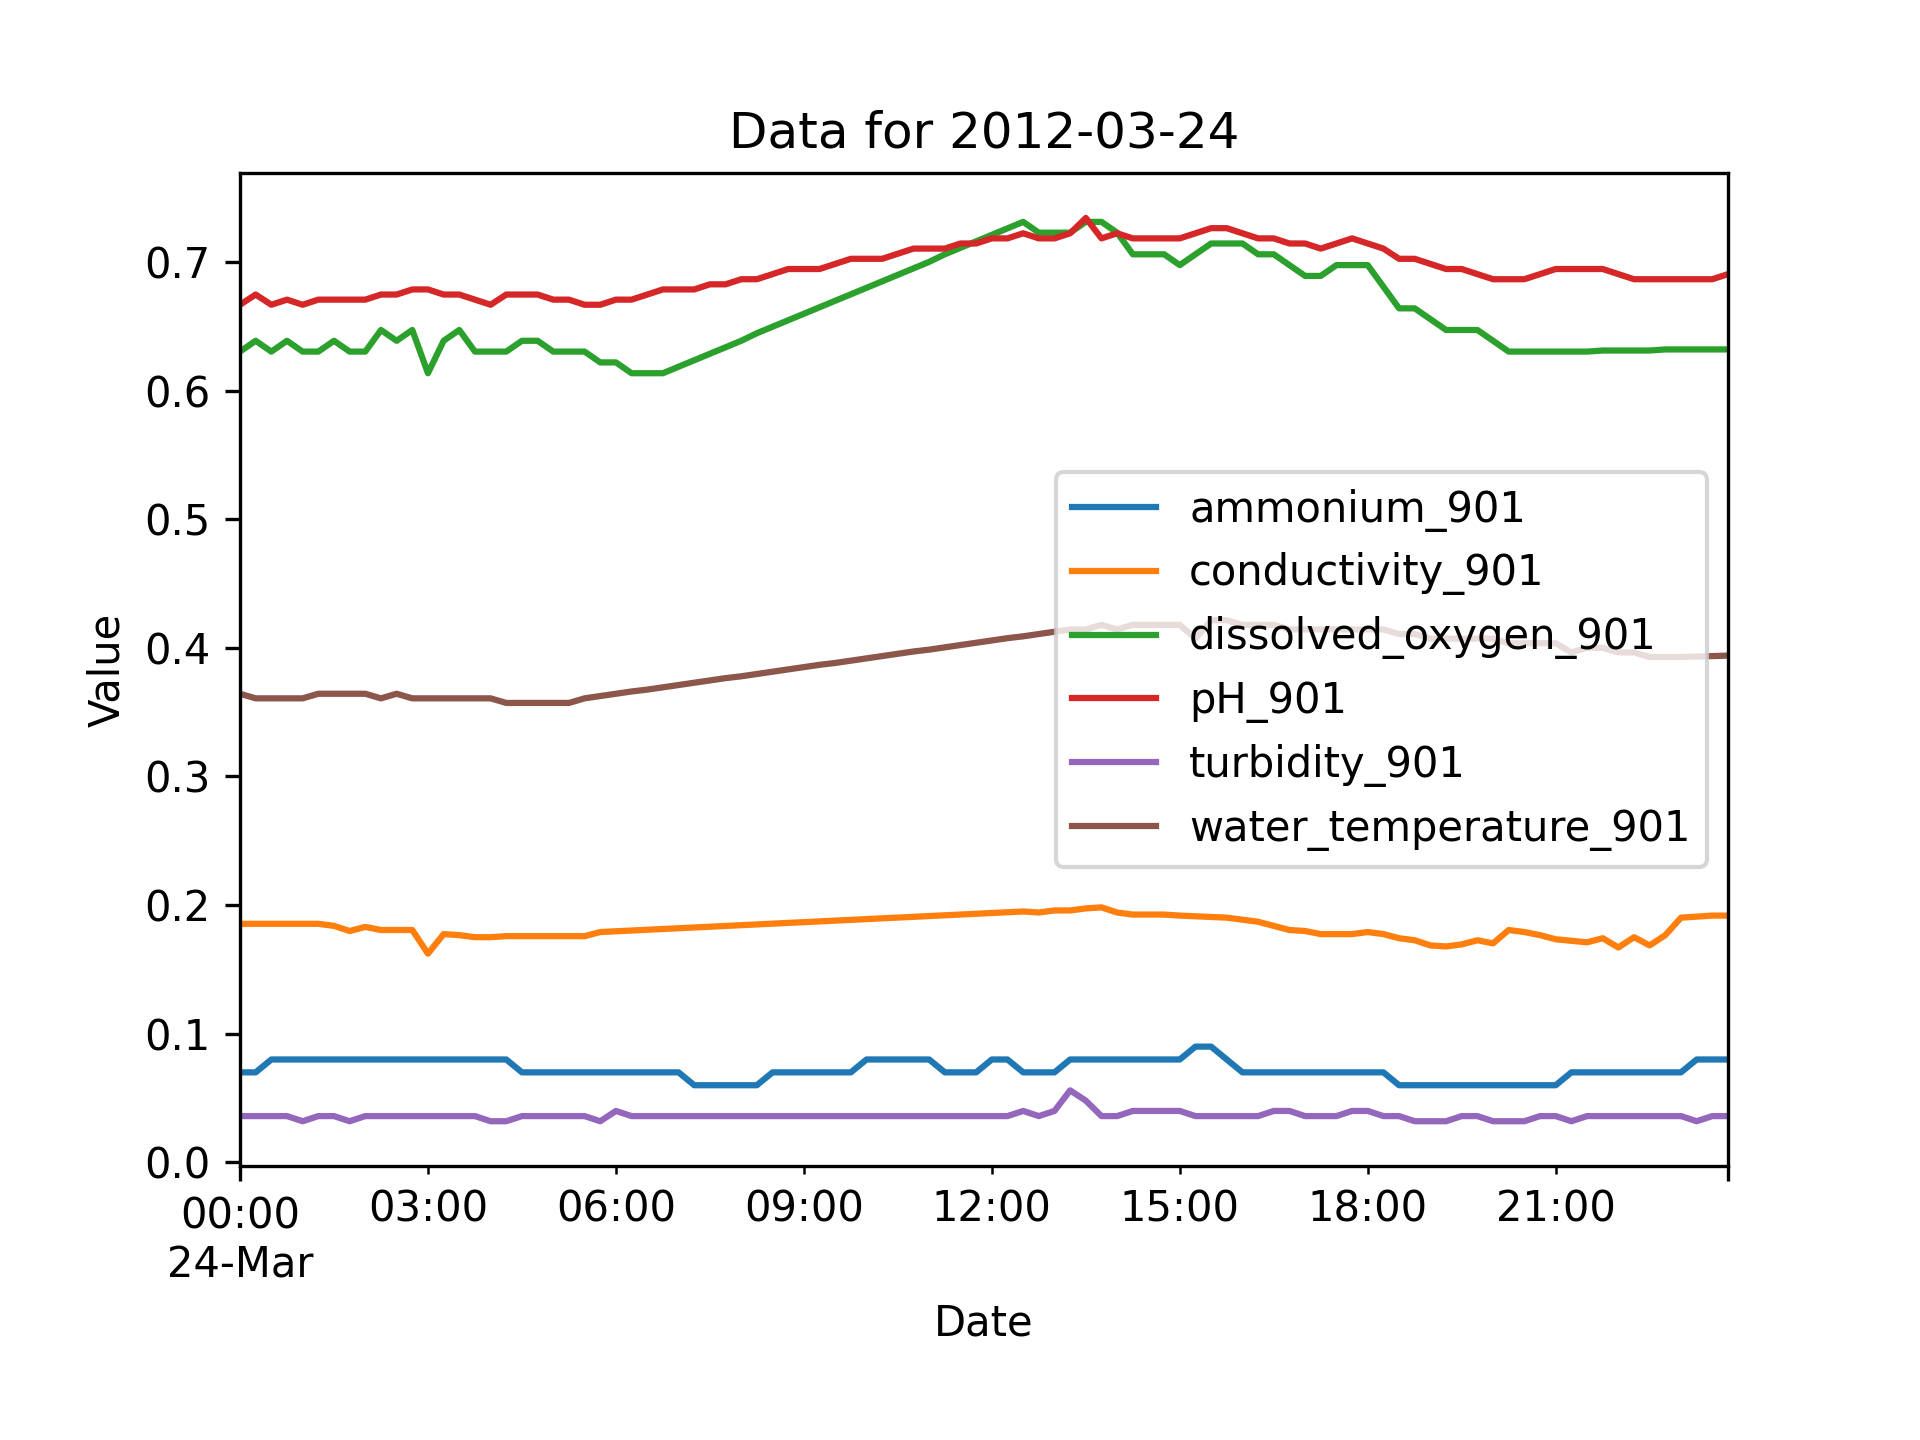 Data for 2012-03-24
Value
0.7
0.6
0.5
0.4
0.3
0.2
0.1
0.0
ammonium_901
conductivity_901
dissolved_oxygen_901
pH_901
turbidity_901
water_temperature_901
00:00 03:00 06:00 09:00 12:00 15:00 18:00 21:00
24-Mar
Date